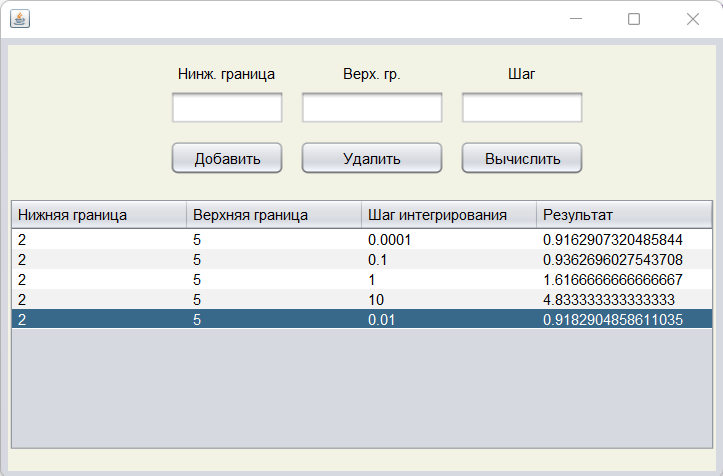 Нинж. граница Верх. гр. Шаг
Добавить Удалить Вычислить
Нижняя граница Верхняя граница Шаг интегрирования Результат
2 5 0.0001 0.9162907320485844
2 5 0.1 0.9362696027543708
2 5 1 1.6166666666666667
2 5 10 4.833333333333333
2 5 0.01 0.9182904858611035